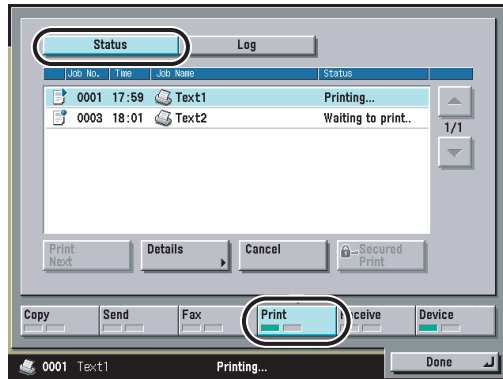 Status Log
Job No. Time Job Name Status
0001 17:59 Text1 Printing...
0003 18:01 Text2 Waiting to print..
1/1
Print Next Details Cancel Secured Print
Copy Send Fax Print Receive Device
0001 Text1 Printing... Done